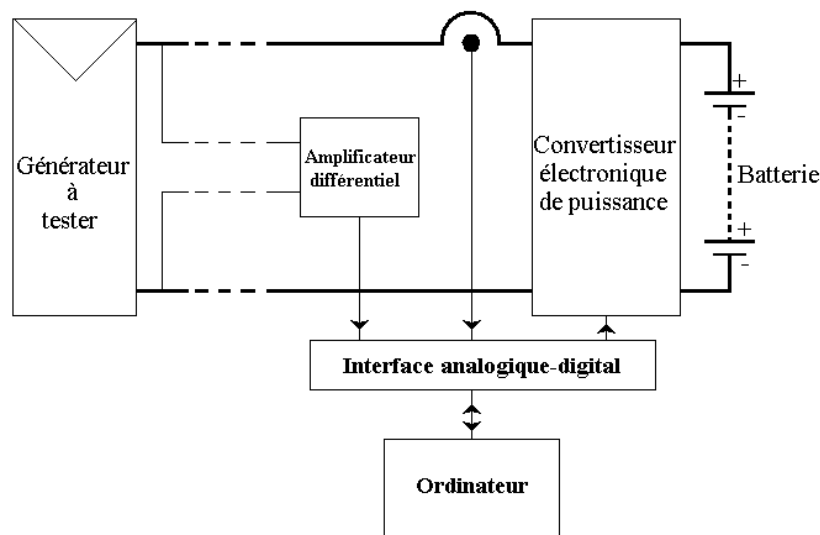 Générateur
à
tester
Amplificateur
différentiel
Convertisseur
électronique
de puissance
+
-
Batterie
+
-
Interface analogique-digital
Ordinateur